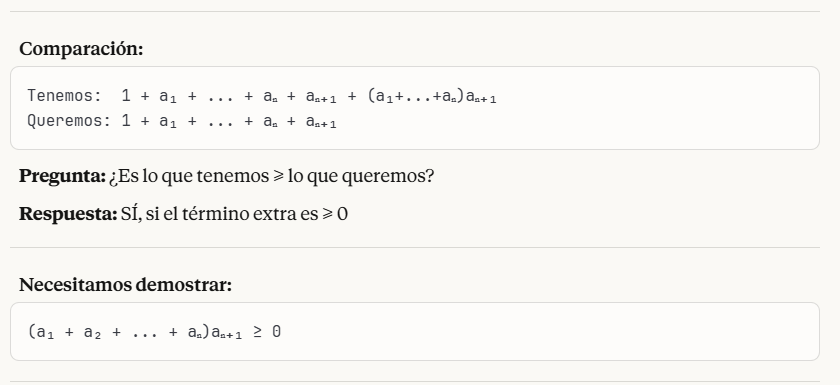 Comparación:
Tenemos:  1 + a₁ + ... + aₙ + aₙ₊₁ + (a₁+...+aₙ)aₙ₊₁
Queremos: 1 + a₁ + ... + aₙ + aₙ₊₁
Pregunta: ¿Es lo que tenemos ≥ lo que queremos?
Respuesta: SÍ, si el término extra es ≥ 0
Necesitamos demostrar:
(a₁ + a₂ + ... + aₙ)aₙ₊₁ ≥ 0